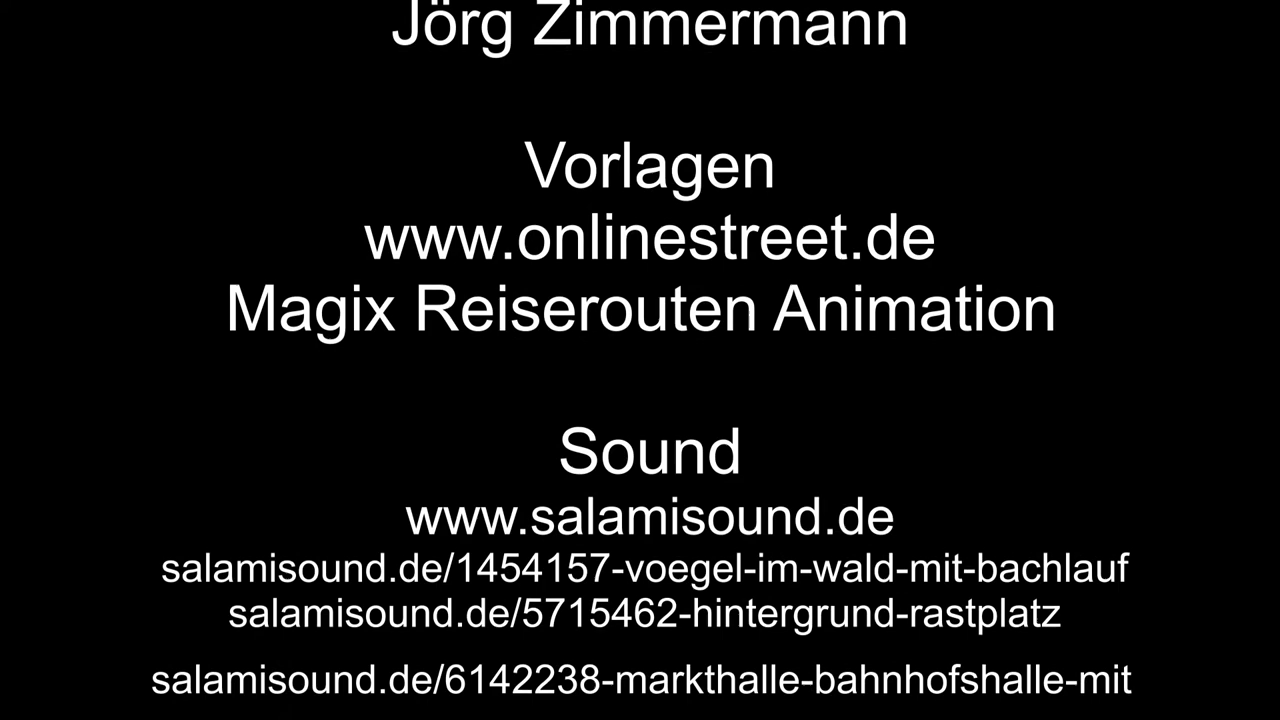 Jörg Zimmermann
Vorlagen
www.onlinestreet.de
Magix Reiserouten Animation
Sound
www.salamisound.de
salamisound.de/1454157-voegel-im-wald-mit-bachlauf
salamisound.de/5715462-hintergrund-rastplatz
salamisound.de/6142238-markthalle-bahnhofshalle-mit